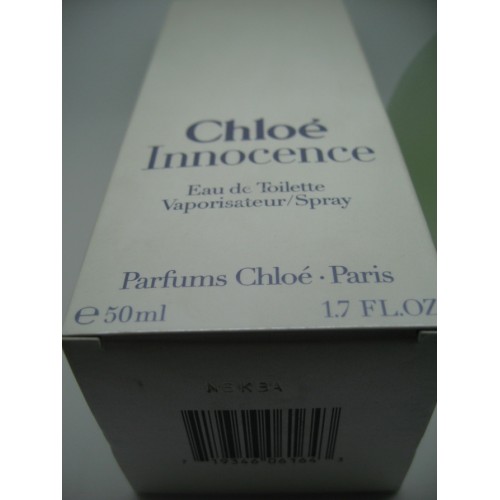 Chloé
Innocence
Eau de Toilette
Vaporisateur/Spray
Parfums Chloé · Paris
℮50ml 1.7 FL.OZ